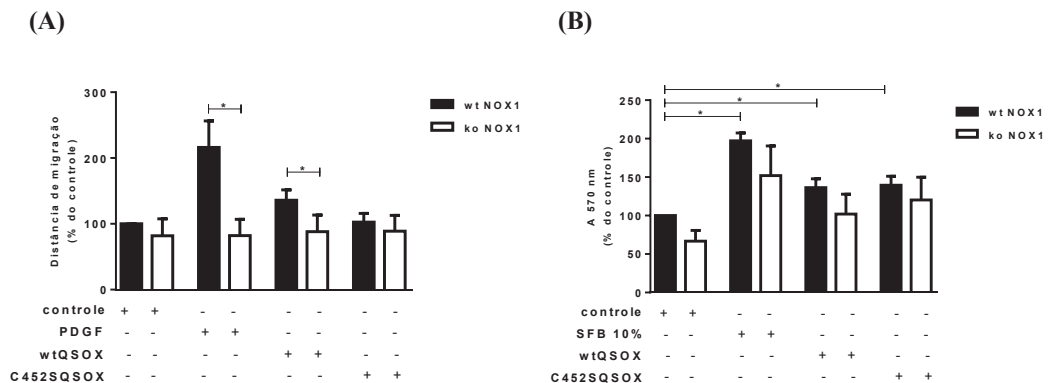 (A)
Distância de migração
(% do controle)
300
200
100
0
*
*
wt NOX1
ko NOX1
controle + + - - - - - -
PDGF - - + + - - - -
wtQSOX - - - - + + - -
C452SQSOX - - - - - - + +
(B)
A 570 nm
(% do controle)
250
200
150
100
50
0
*
*
*
wt NOX1
ko NOX1
controle + + - - - - - -
SFB 10% - - + + - - - -
wtQSOX - - - - + + - -
C452SQSOX - - - - - - + +